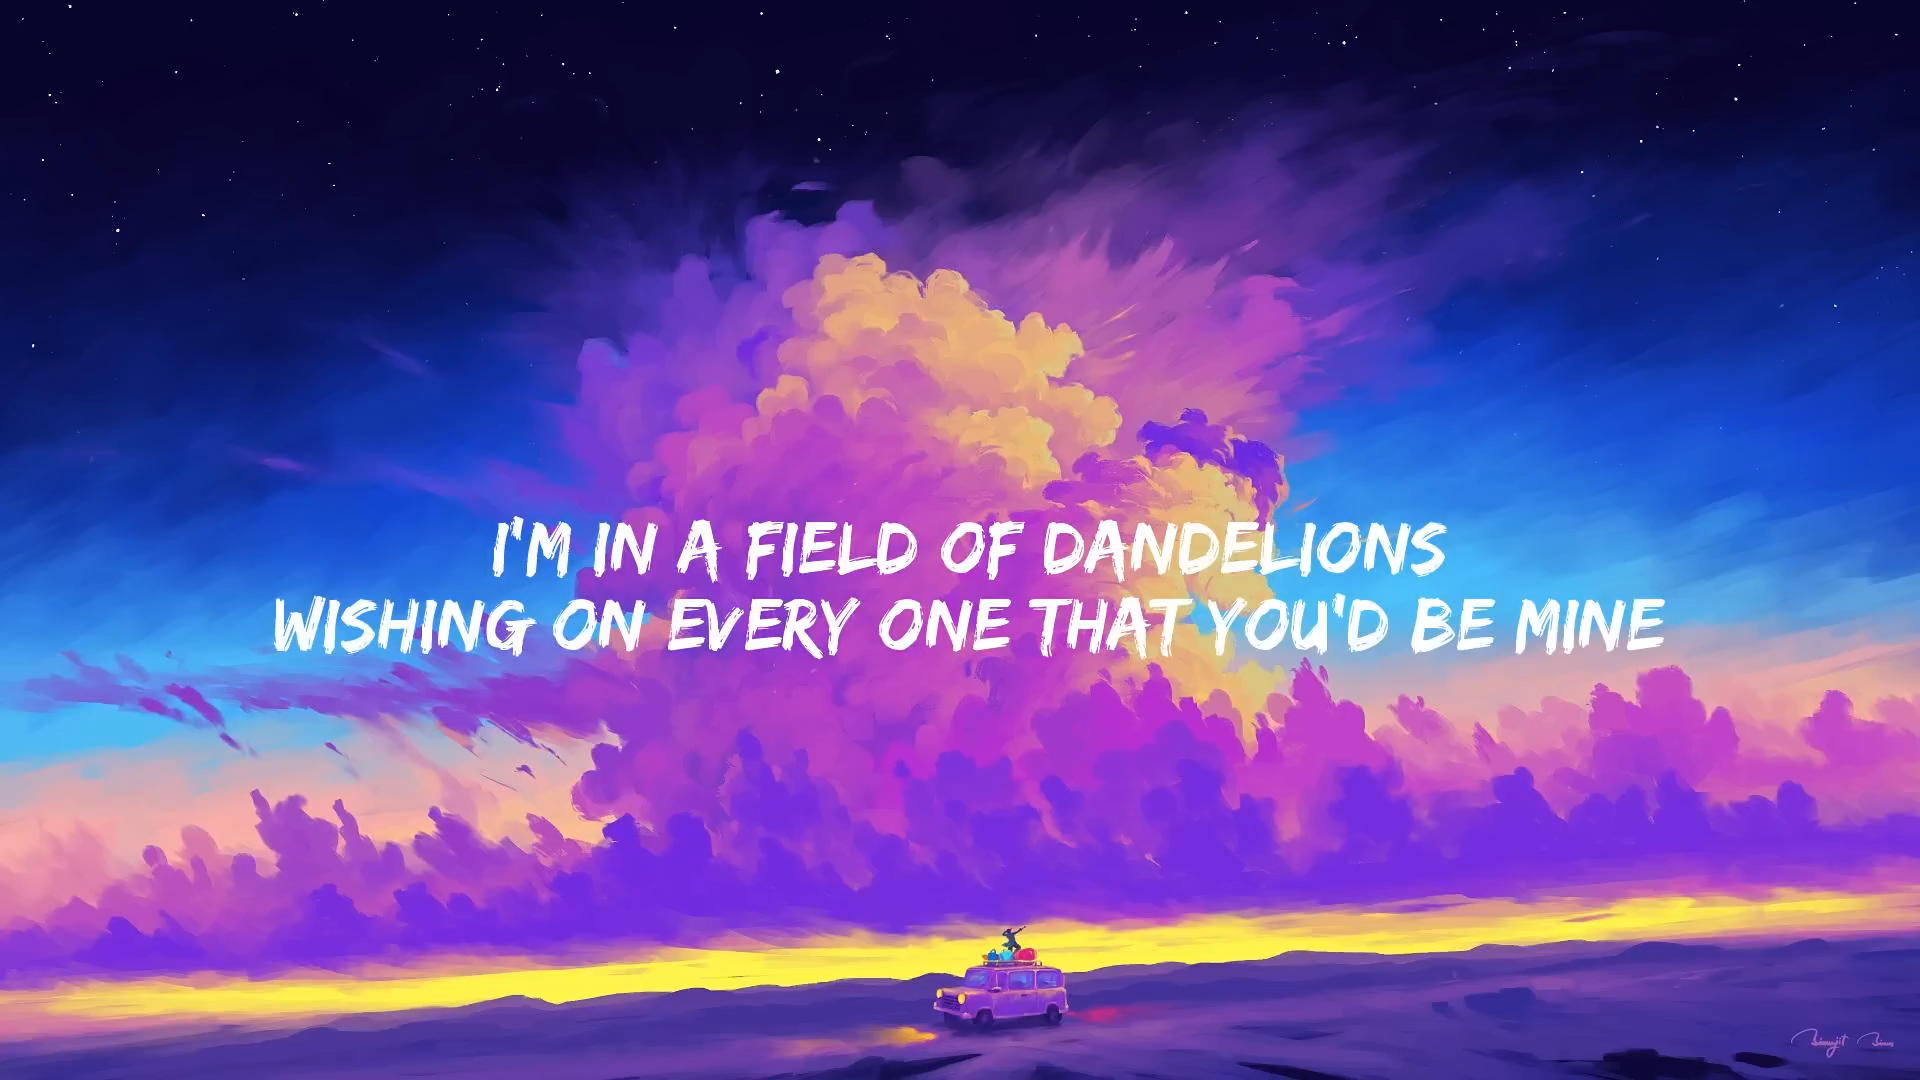 I'M IN A FIELD OF DANDELIONS
WISHING ON EVERY ONE THAT YOU'D BE MINE